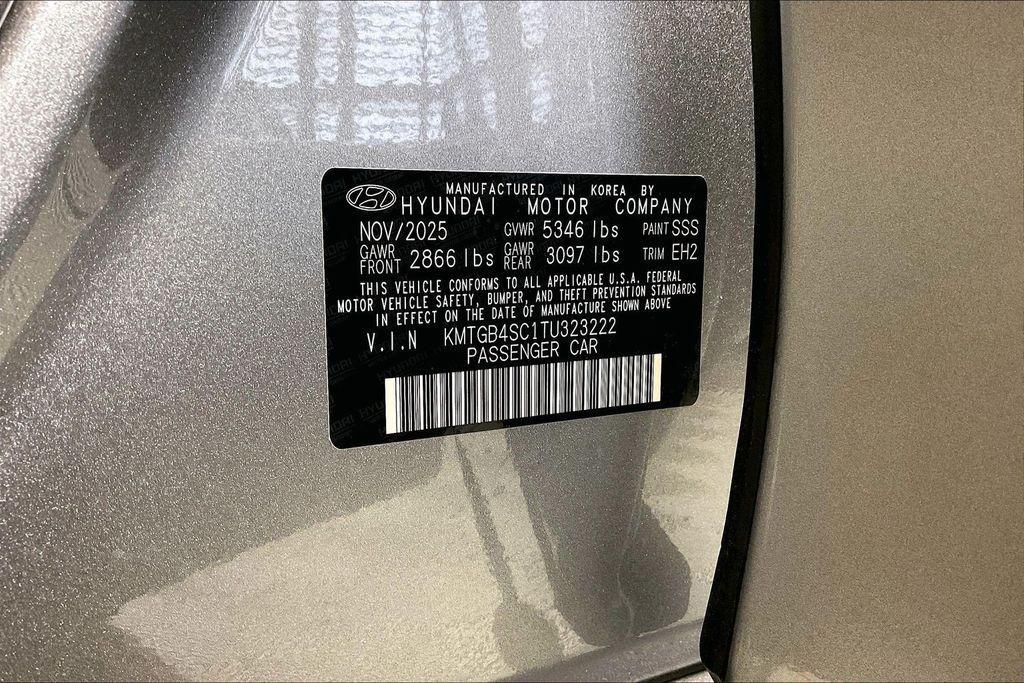 MANUFACTURED IN KOREA BY
HYUNDAI MOTOR COMPANY
NOV/2025 GVWR 5346 lbs PAINT SSS
GAWR FRONT 2866 lbs GAWR REAR 3097 lbs TRIM EH2
THIS VEHICLE CONFORMS TO ALL APPLICABLE U.S.A. FEDERAL
MOTOR VEHICLE SAFETY, BUMPER, AND THEFT PREVENTION STANDARDS
IN EFFECT ON THE DATE OF MANUFACTURE SHOWN ABOVE
V.I.N KMTGB4SC1TU323222
PASSENGER CAR